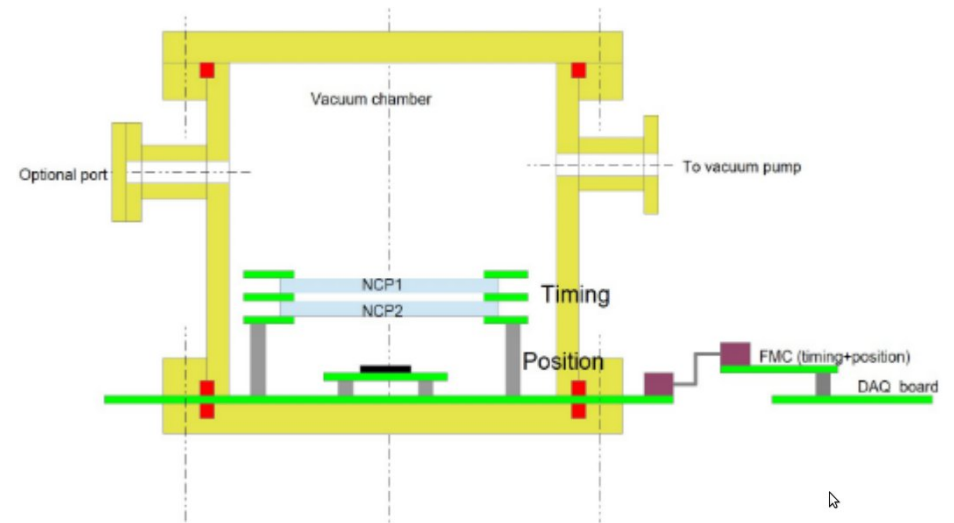 Vacuum chamber
Optional port
To vacuum pump
NCP1
Timing
NCP2
Position
FMC (timing+position)
DAQ board